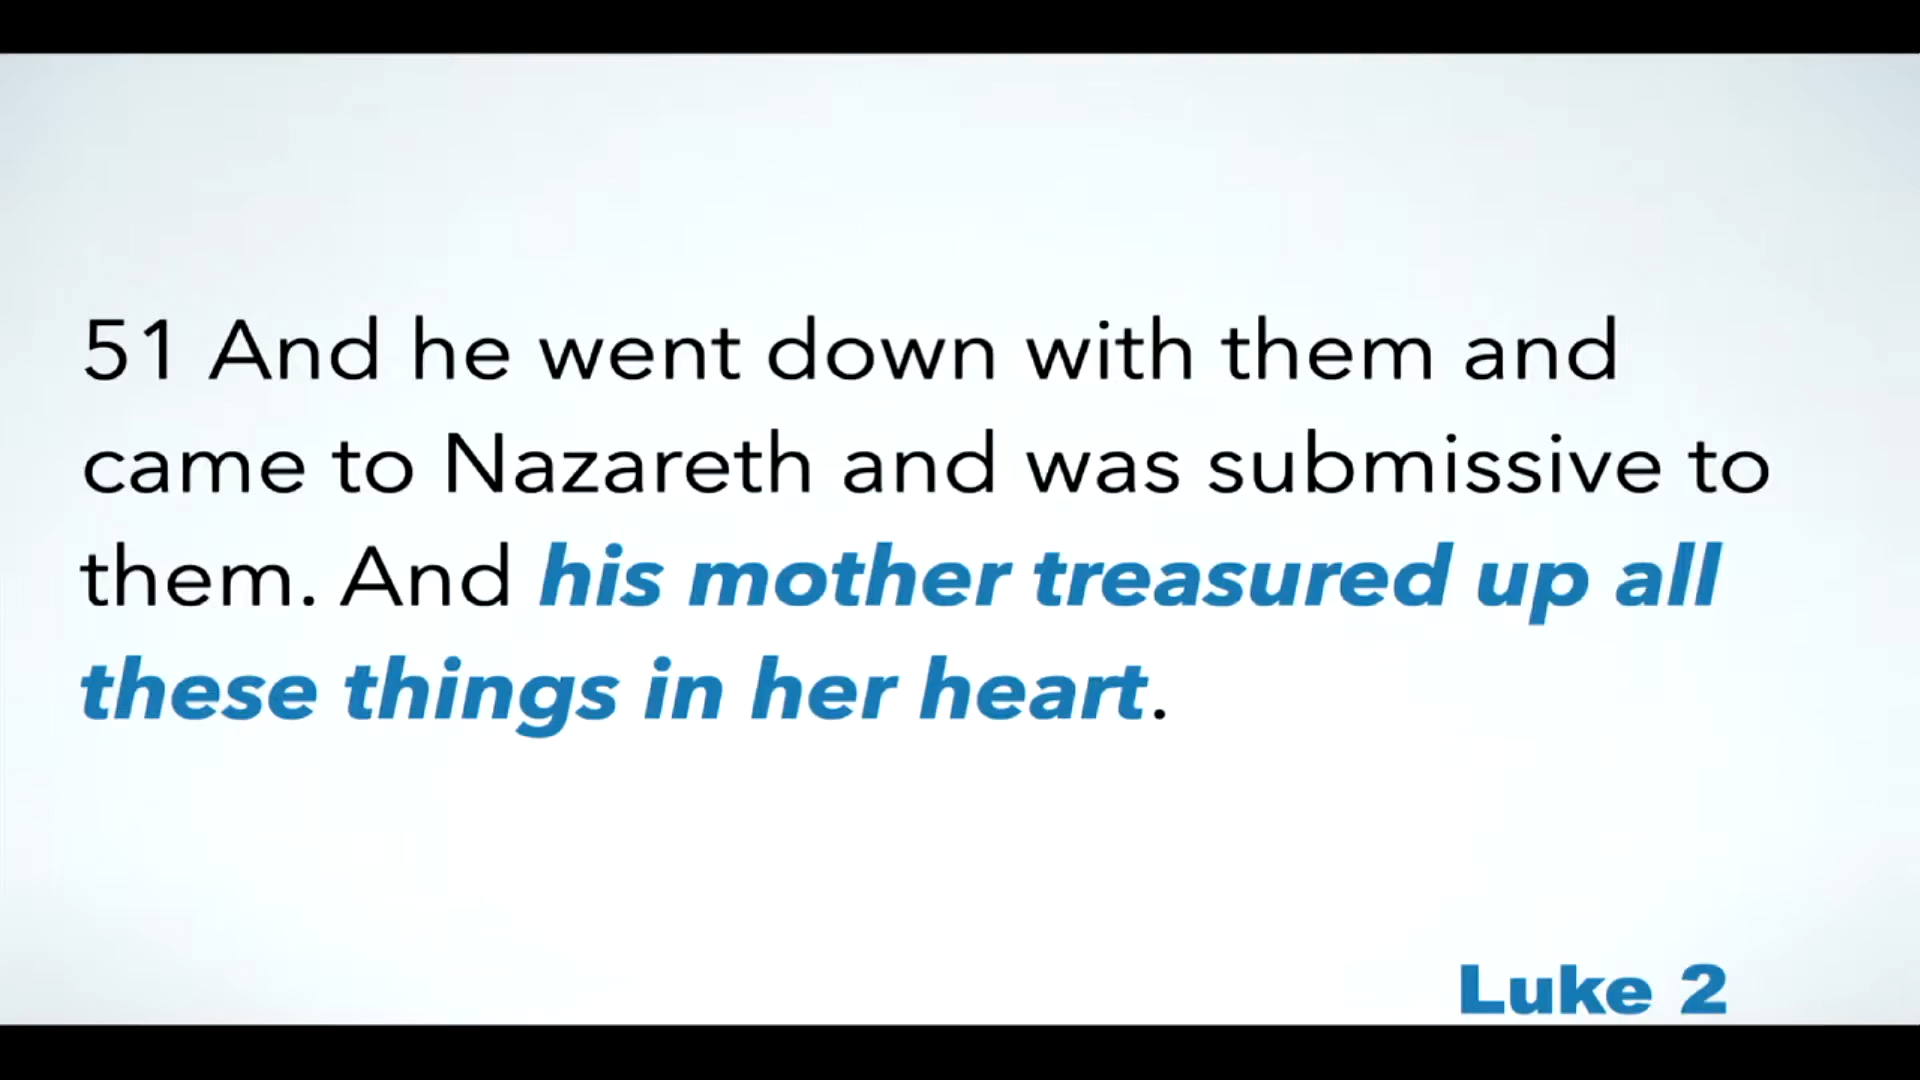 51 And he went down with them and
came to Nazareth and was submissive to
them. And his mother treasured up all
these things in her heart.
Luke 2